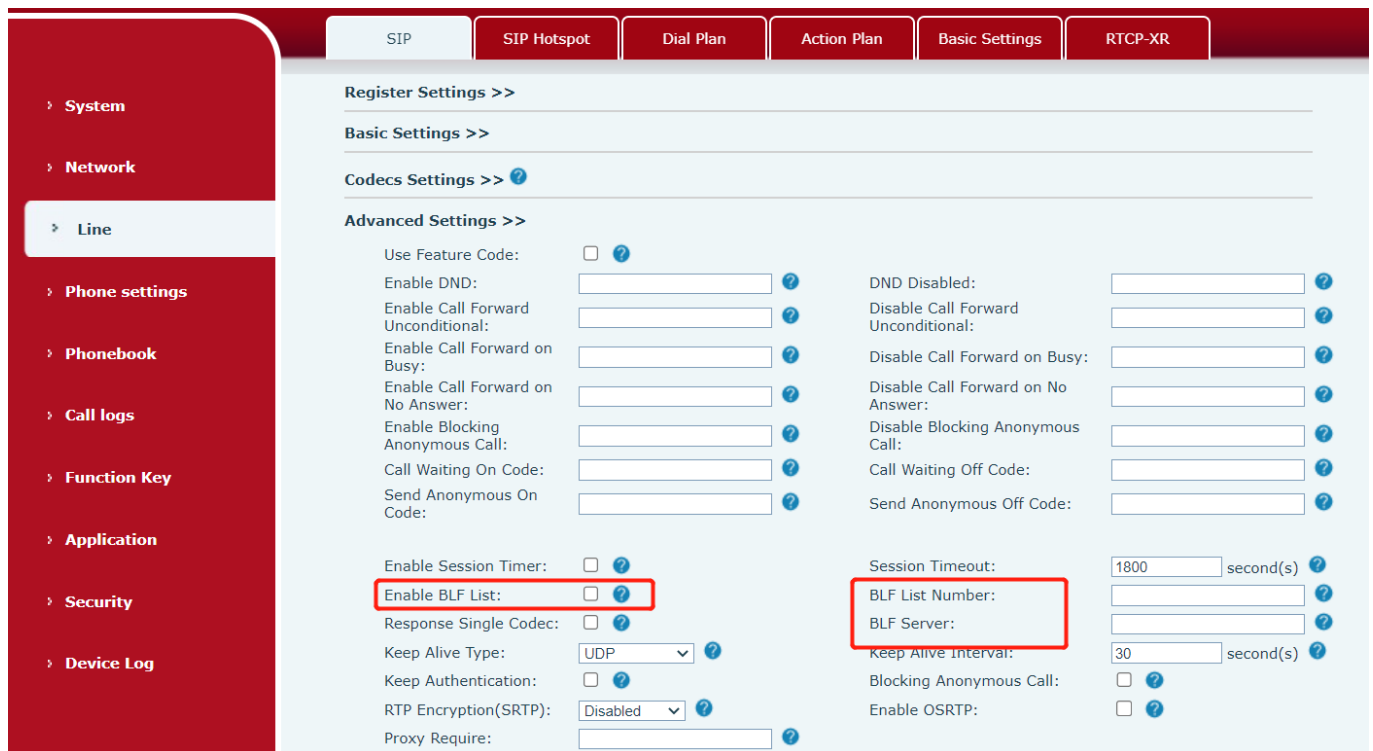 SIP
SIP Hotspot
Dial Plan
Action Plan
Basic Settings
RTCP-XR
System
Network
Line
Phone settings
Phonebook
Call logs
Function Key
Application
Security
Device Log
Register Settings >>
Basic Settings >>
Codecs Settings >> ?
Advanced Settings >>
Use Feature Code: ?
Enable DND: ? DND Disabled: ?
Enable Call Forward
Unconditional: ? Disable Call Forward
Unconditional: ?
Enable Call Forward on
Busy: ? Disable Call Forward on Busy: ?
Enable Call Forward on
No Answer: ? Disable Call Forward on No
Answer: ?
Enable Blocking
Anonymous Call: ? Disable Blocking Anonymous
Call: ?
Call Waiting On Code: ? Call Waiting Off Code: ?
Send Anonymous On
Code: ? Send Anonymous Off Code: ?
Enable Session Timer: ? Session Timeout: 1800 second(s) ?
Enable BLF List: ? BLF List Number: ?
Response Single Codec: ? BLF Server: ?
Keep Alive Type: UDP ? Keep Alive Interval: 30 second(s) ?
Keep Authentication: ? Blocking Anonymous Call: ?
RTP Encryption(SRTP): Disabled ? Enable OSRTP: ?
Proxy Require: ?